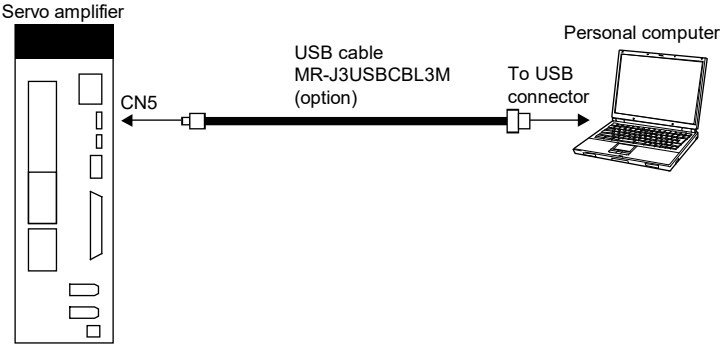 Servo amplifier
Personal computer
USB cable
MR-J3USBCBL3M
(option)
To USB
connector
CN5